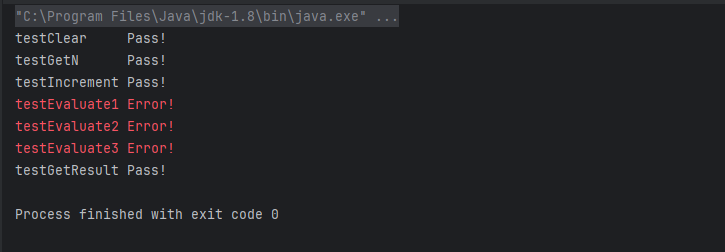 "C:\Program Files\Java\jdk-1.8\bin\java.exe" ...
testClear     Pass!
testGetN      Pass!
testIncrement Pass!
testEvaluate1 Error!
testEvaluate2 Error!
testEvaluate3 Error!
testGetResult Pass!
Process finished with exit code 0